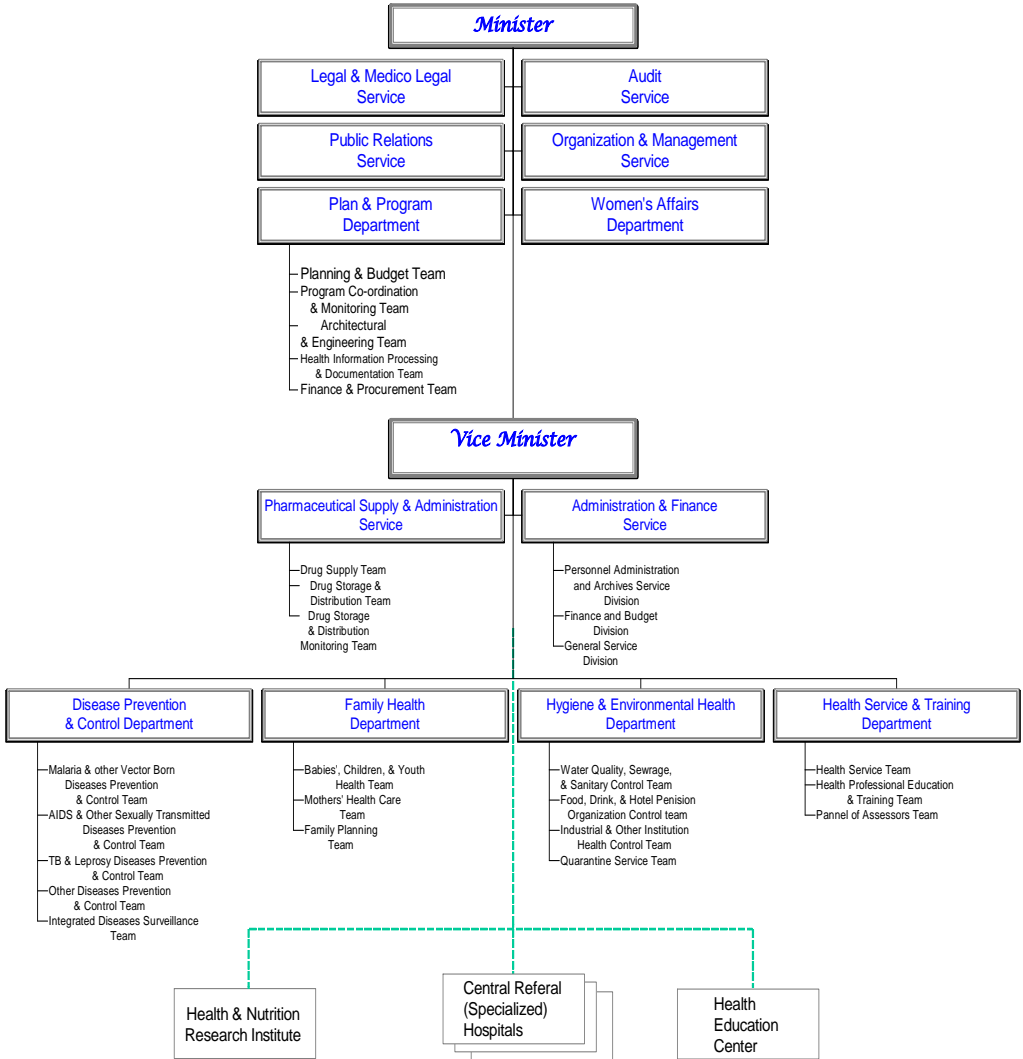 Minister
Legal & Medico Legal
Service
Audit
Service
Public Relations
Service
Organization & Management
Service
Plan & Program
Department
Women's Affairs
Department
Planning & Budget Team
Program Co-ordination
& Monitoring Team
Architectural
& Engineering Team
Health Information Processing
& Documentation Team
Finance & Procurement Team
Vice Minister
Pharmaceutical Supply & Administration
Service
Administration & Finance
Service
Drug Supply Team
Drug Storage &
Distribution Team
Drug Storage
& Distribution
Monitoring Team
Personnel Administration
and Archives Service
Division
Finance and Budget
Division
General Service
Division
Disease Prevention
& Control Department
Family Health
Department
Hygiene & Environmental Health
Department
Health Service & Training
Department
Malaria & other Vector Born
Diseases Prevention
& Control Team
AIDS & Other Sexually Transmitted
Diseases Prevention
& Control Team
TB & Leprosy Diseases Prevention
& Control Team
Other Diseases Prevention
& Control Team
Integrated Diseases Surveillance
Team
Babies', Children, & Youth
Health Team
Mothers' Health Care
Team
Family Planning
Team
Water Quality, Sewrage,
& Sanitary Control Team
Food, Drink, & Hotel Penision
Organization Control team
Industrial & Other Institution
Health Control Team
Quarantine Service Team
Health Service Team
Health Professional Education
& Training Team
Pannel of Assessors Team
Health & Nutrition
Research Institute
Central Referal
(Specialized)
Hospitals
Health
Education
Center